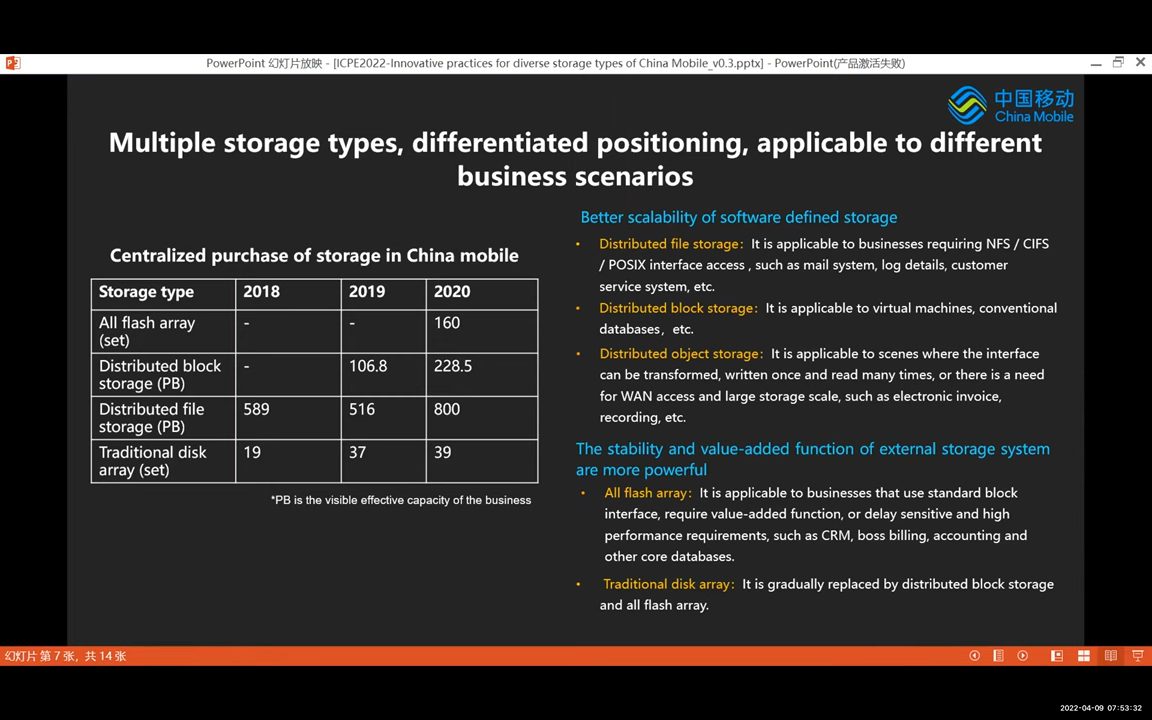 PowerPoint 幻灯片放映 - [ICPE2022-Innovative practices for diverse storage types of China Mobile_v0.3.pptx] - PowerPoint(产品激活失败)
中国移动
China Mobile
Multiple storage types, differentiated positioning, applicable to different
business scenarios
Centralized purchase of storage in China mobile
Storage type 2018 2019 2020
All flash array
(set) - - 160
Distributed block
storage (PB) - 106.8 228.5
Distributed file
storage (PB) 589 516 800
Traditional disk
array (set) 19 37 39
*PB is the visible effective capacity of the business
Better scalability of software defined storage
• Distributed file storage：It is applicable to businesses requiring NFS / CIFS
/ POSIX interface access , such as mail system, log details, customer
service system, etc.
• Distributed block storage：It is applicable to virtual machines, conventional
databases，etc.
• Distributed object storage：It is applicable to scenes where the interface
can be transformed, written once and read many times, or there is a need
for WAN access and large storage scale, such as electronic invoice,
recording, etc.
The stability and value-added function of external storage system
are more powerful
• All flash array：It is applicable to businesses that use standard block
interface, require value-added function, or delay sensitive and high
performance requirements, such as CRM, boss billing, accounting and
other core databases.
• Traditional disk array：It is gradually replaced by distributed block storage
and all flash array.
幻灯片 第 7 张，共 14 张
2022-04-09 07:53:32